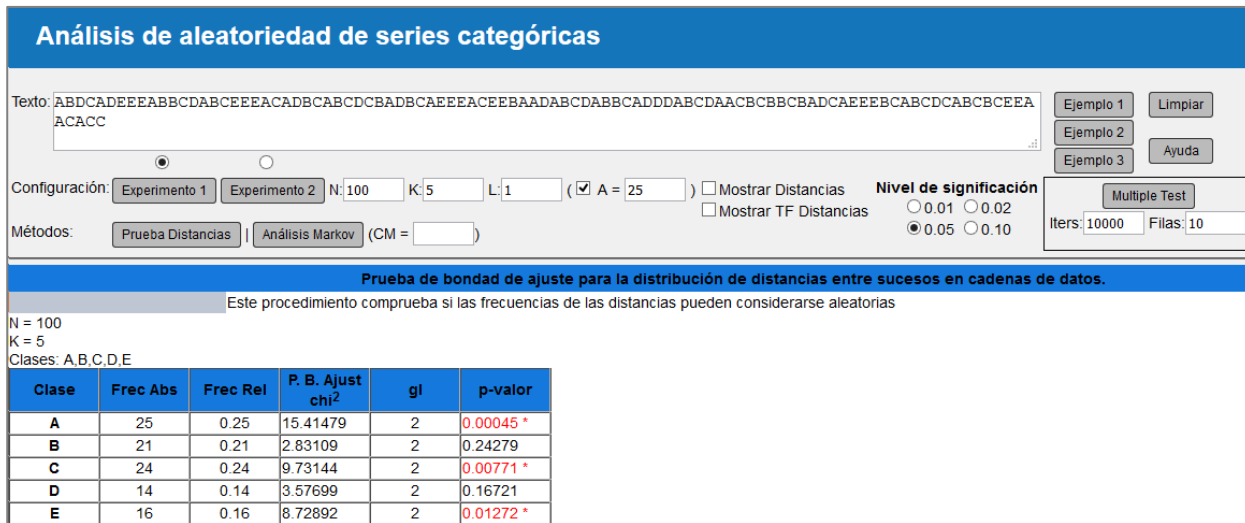 Análisis de aleatoriedad de series categóricas
Texto: ABDCADEEEABBCDABCEEEACADBCABCDCBADBCAEEEACEEBAADABCDABBCADDDABCDAACBCBBCBADCAEEEBCABCDCABCBCEEA
ACACC
Ejemplo 1 Limpiar
Ejemplo 2
Ejemplo 3 Ayuda
Configuración: Experimento 1 Experimento 2 N: 100 K: 5 L: 1 ( A = 25 ) Mostrar Distancias
Mostrar TF Distancias
Nivel de significación
0.01 0.02
0.05 0.10
Multiple Test
Iters: 10000 Filas: 10
Métodos: Prueba Distancias | Análisis Markov (CM = )
Prueba de bondad de ajuste para la distribución de distancias entre sucesos en cadenas de datos.
Este procedimiento comprueba si las frecuencias de las distancias pueden considerarse aleatorias
N = 100
K = 5
Clases: A,B,C,D,E
Clase Frec Abs Frec Rel P. B. Ajust chi2 gl p-valor
A 25 0.25 15.41479 2 0.00045 *
B 21 0.21 2.83109 2 0.24279
C 24 0.24 9.73144 2 0.00771 *
D 14 0.14 3.57699 2 0.16721
E 16 0.16 8.72892 2 0.01272 *